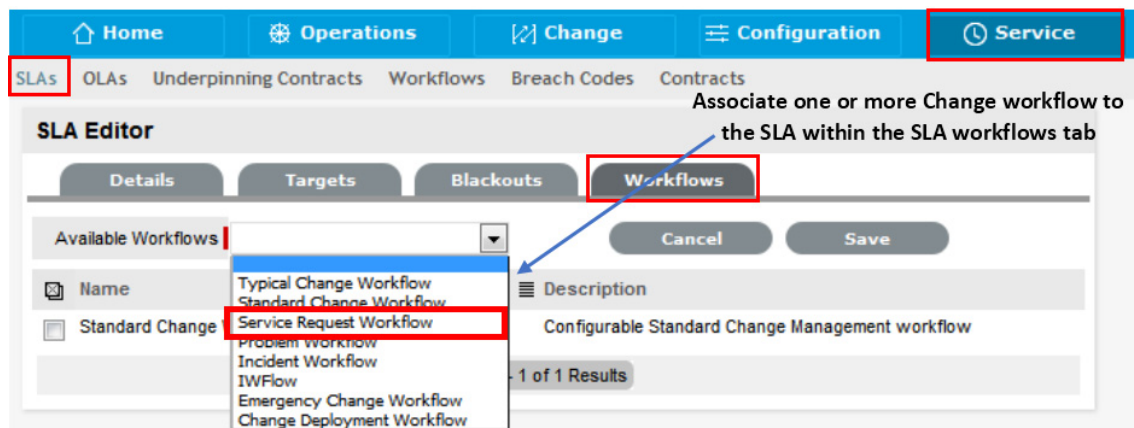 Home Operations Change Configuration Service
SLAs OLAs Underpinning Contracts Workflows Breach Codes Contracts
Associate one or more Change workflow to
the SLA within the SLA workflows tab
SLA Editor
Details Targets Blackouts Workflows
Available Workflows Cancel Save
Name Description
Standard Change Configurable Standard Change Management workflow
Typical Change Workflow
Standard Change Workflow
Service Request Workflow
Problem Workflow
Incident Workflow
IWFlow
Emergency Change Workflow
Change Deployment Workflow
- 1 of 1 Results